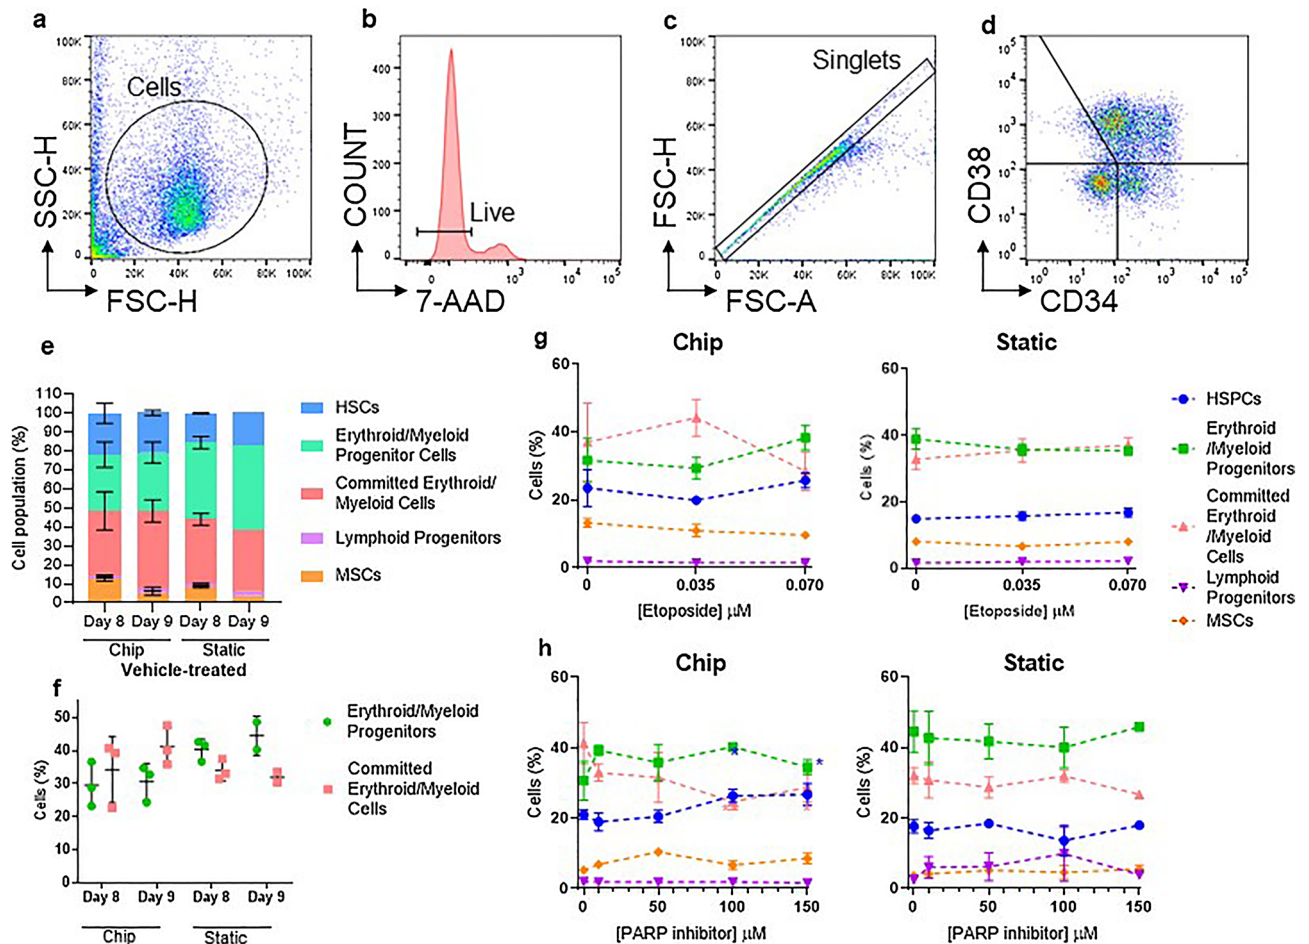 a
SSC-H
100K
80K
60K
40K
20K
0
Cells
0 20K 40K 60K 80K 100K
FSC-H
b
COUNT
400
300
200
100
0
Live
0 10³ 10⁴ 10⁵
7-AAD
c
FSC-H
100K
80K
60K
40K
20K
0
Singlets
0 20K 40K 60K 80K 100K
FSC-A
d
CD38
10⁵
10⁴
10³
10²
10¹
10⁰
10⁰ 10¹ 10² 10³ 10⁴ 10⁵
CD34
e
Cell population (%)
110
100
90
80
70
60
50
40
30
20
10
0
Day 8 Day 9 Day 8 Day 9
Chip Static
Vehicle-treated
HSCs
Erythroid/Myeloid
Progenitor Cells
Committed Erythroid/
Myeloid Cells
Lymphoid Progenitors
MSCs
f
Cells (%)
50
40
30
20
10
0
Day 8 Day 9 Day 8 Day 9
Chip Static
Erythroid/Myeloid
Progenitors
Committed
Erythroid/Myeloid
Cells
g
Chip
Cells (%)
60
40
20
0
0 0.035 0.070
[Etoposide] µM
Static
Cells (%)
60
40
20
0
0 0.035 0.070
[Etoposide] µM
HSPCs
Erythroid
/Myeloid
Progenitors
Committed
Erythroid
/Myeloid
Cells
Lymphoid
Progenitors
MSCs
h
Chip
Cells (%)
60
40
20
0
*
*
0 50 100 150
[PARP inhibitor] µM
Static
Cells (%)
60
40
20
0
0 50 100 150
[PARP inhibitor] µM